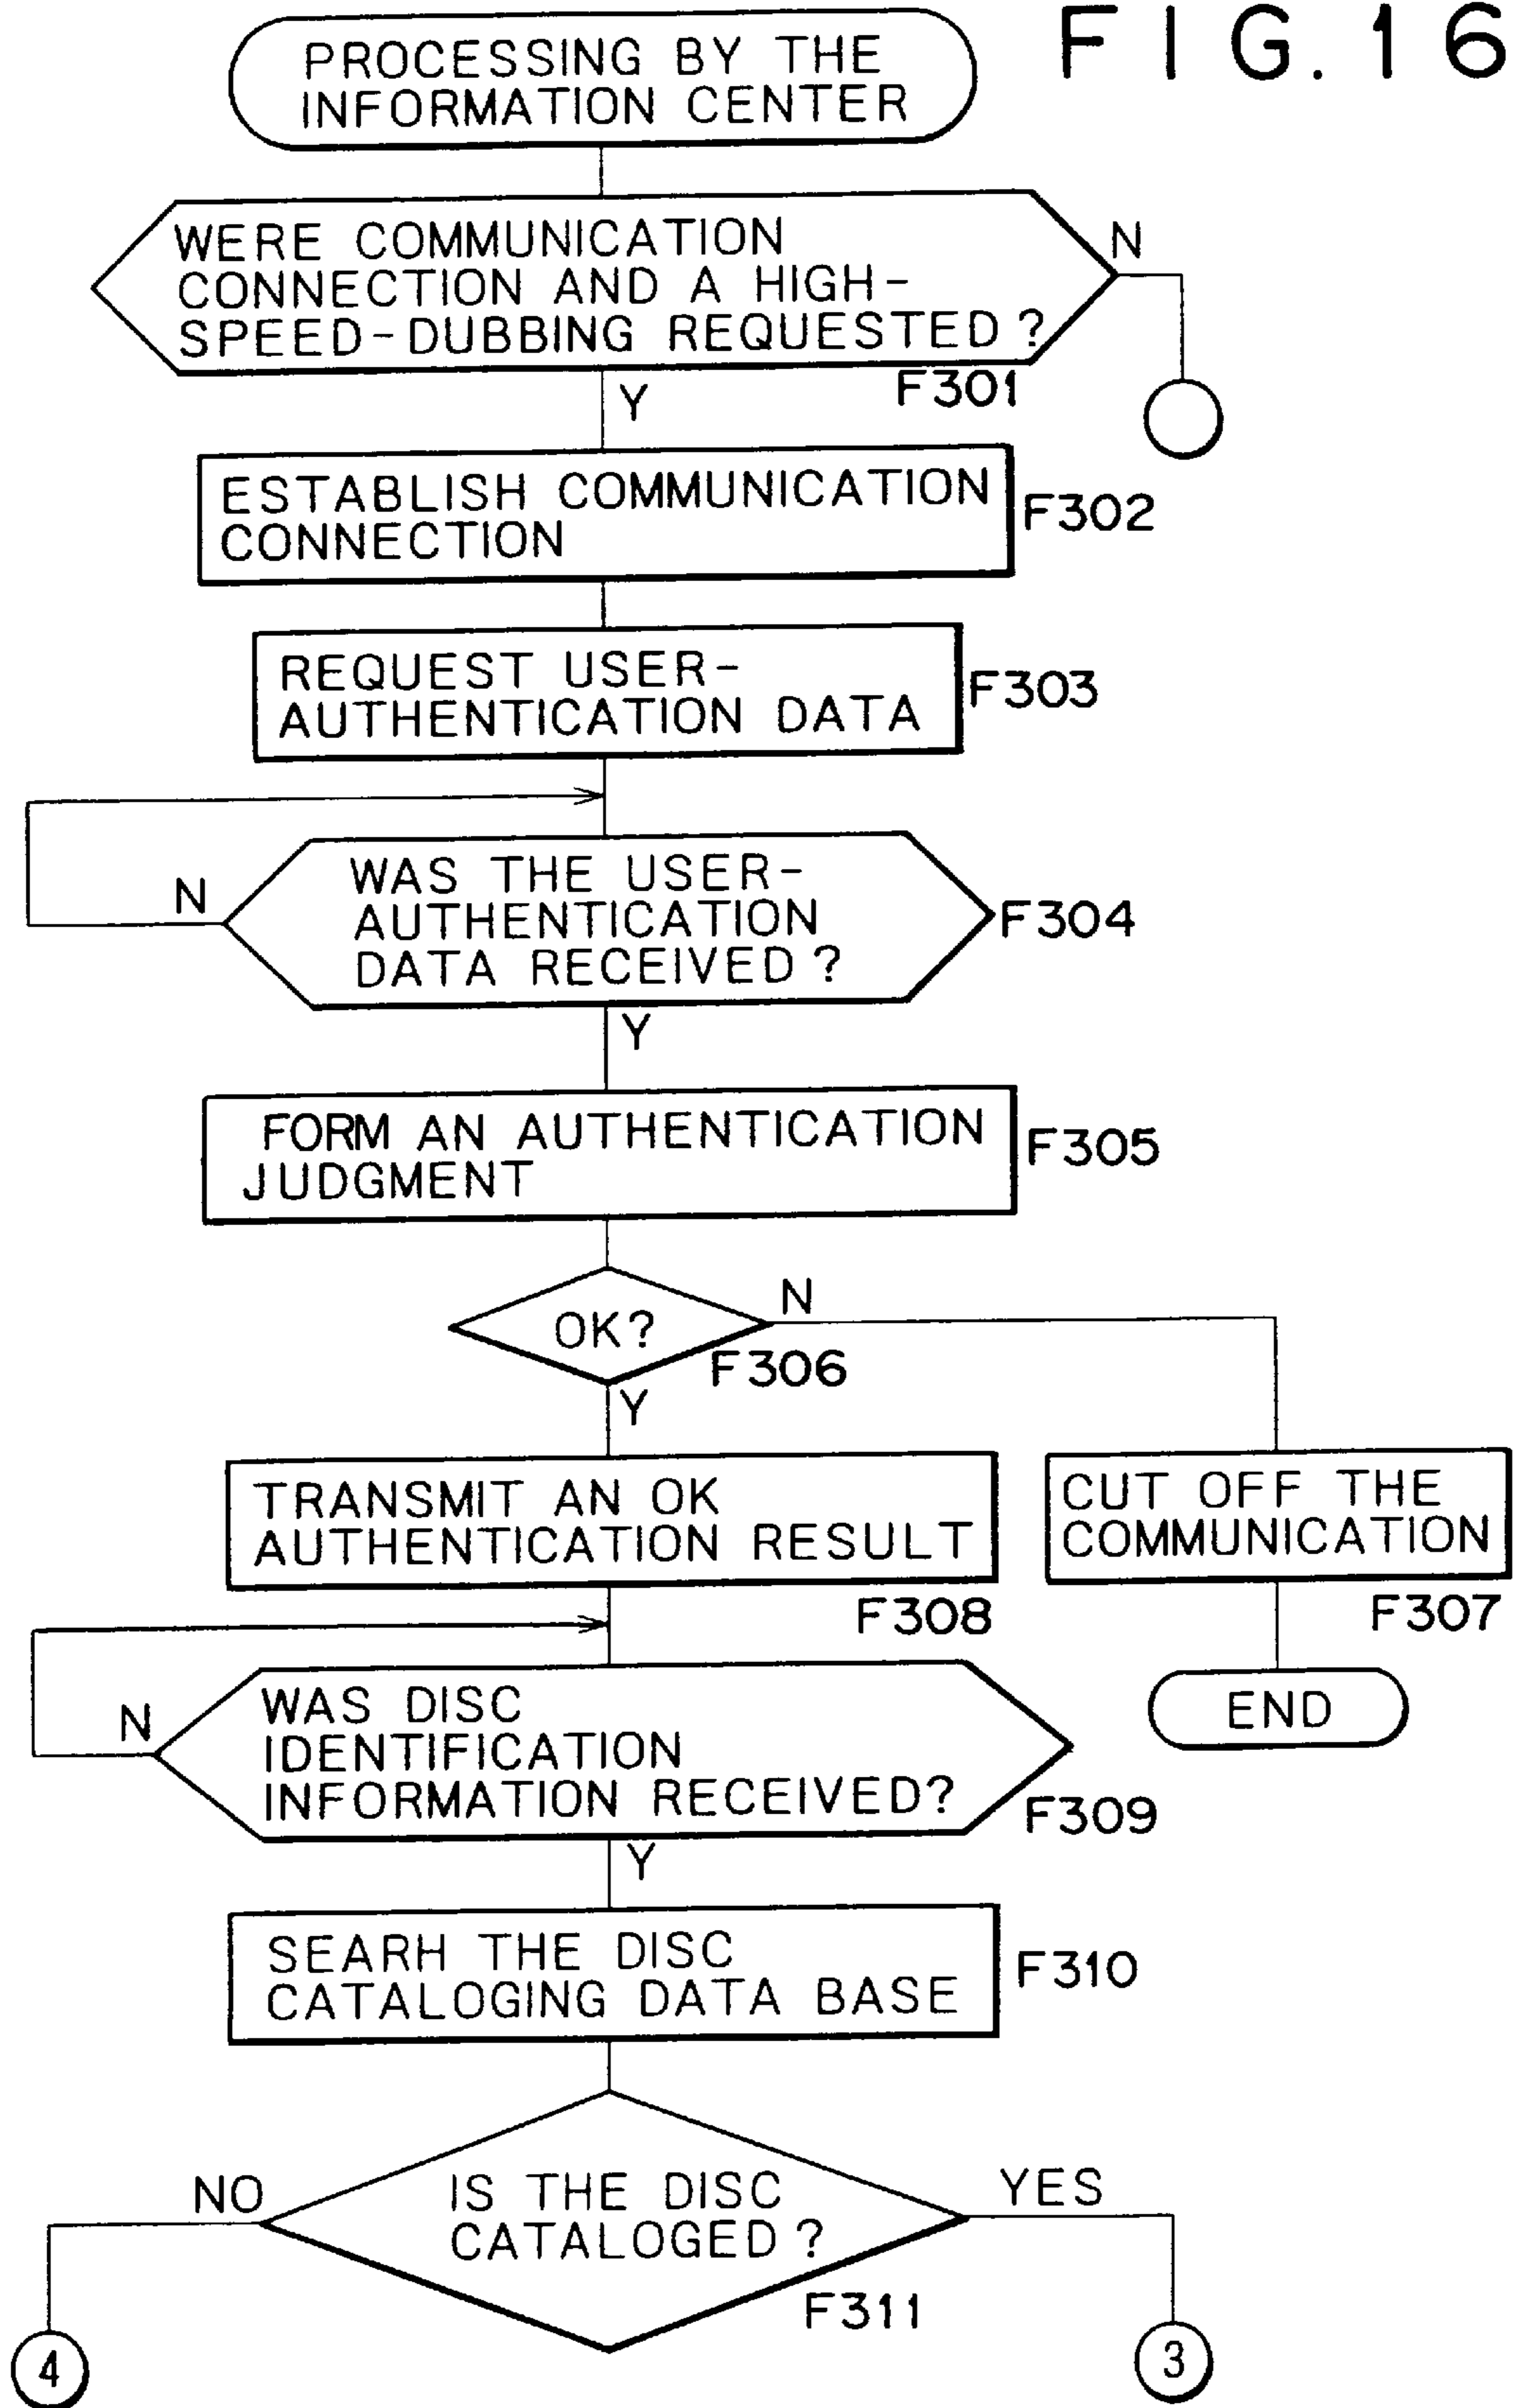 FIG. 16
PROCESSING BY THE
INFORMATION CENTER
WERE COMMUNICATION
CONNECTION AND A HIGH-
SPEED-DUBBING REQUESTED ?
N
F301
Y
ESTABLISH COMMUNICATION
CONNECTION
F302
REQUEST USER-
AUTHENTICATION DATA
F303
WAS THE USER-
AUTHENTICATION
DATA RECEIVED ?
N
F304
Y
FORM AN AUTHENTICATION
JUDGMENT
F305
OK?
N
F306
Y
TRANSMIT AN OK
AUTHENTICATION RESULT
F308
CUT OFF THE
COMMUNICATION
F307
END
WAS DISC
IDENTIFICATION
INFORMATION RECEIVED?
N
F309
Y
SEARH THE DISC
CATALOGING DATA BASE
F310
IS THE DISC
CATALOGED ?
NO
YES
F311
4
3